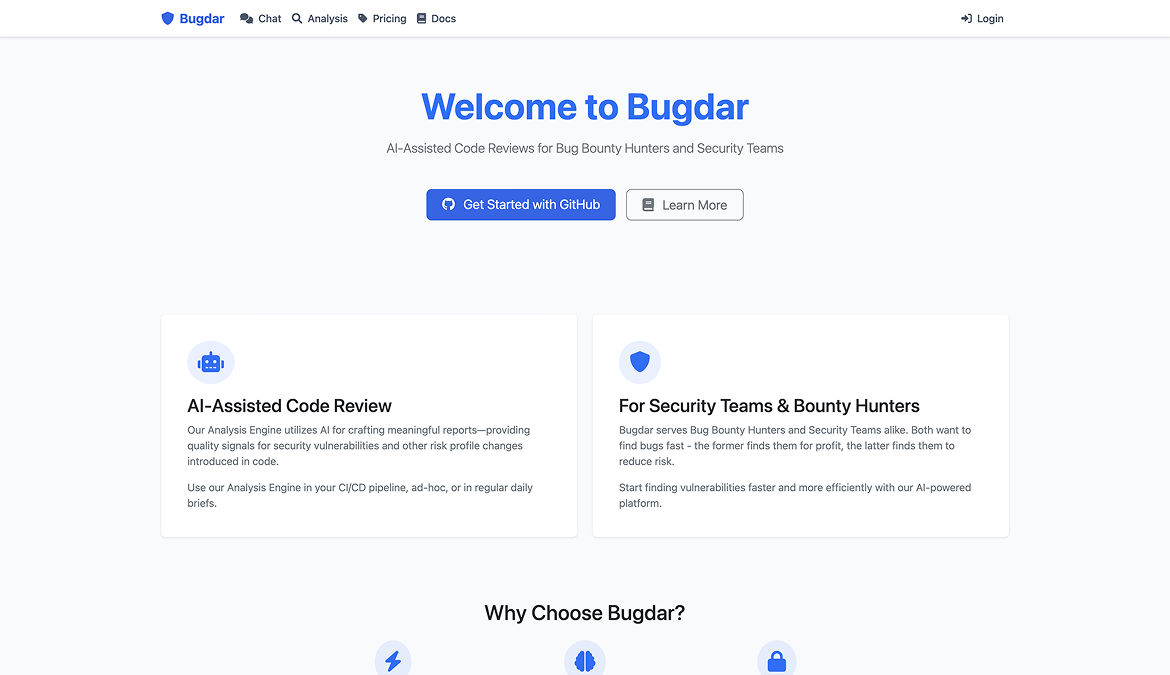 Bugdar Chat Analysis Pricing Docs Login
Welcome to Bugdar
AI-Assisted Code Reviews for Bug Bounty Hunters and Security Teams
Get Started with GitHub Learn More
AI-Assisted Code Review
Our Analysis Engine utilizes AI for crafting meaningful reports—providing
quality signals for security vulnerabilities and other risk profile changes
introduced in code.
Use our Analysis Engine in your CI/CD pipeline, ad-hoc, or in regular daily
briefs.
For Security Teams & Bounty Hunters
Bugdar serves Bug Bounty Hunters and Security Teams alike. Both want to
find bugs fast - the former finds them for profit, the latter finds them to
reduce risk.
Start finding vulnerabilities faster and more efficiently with our AI-powered
platform.
Why Choose Bugdar?